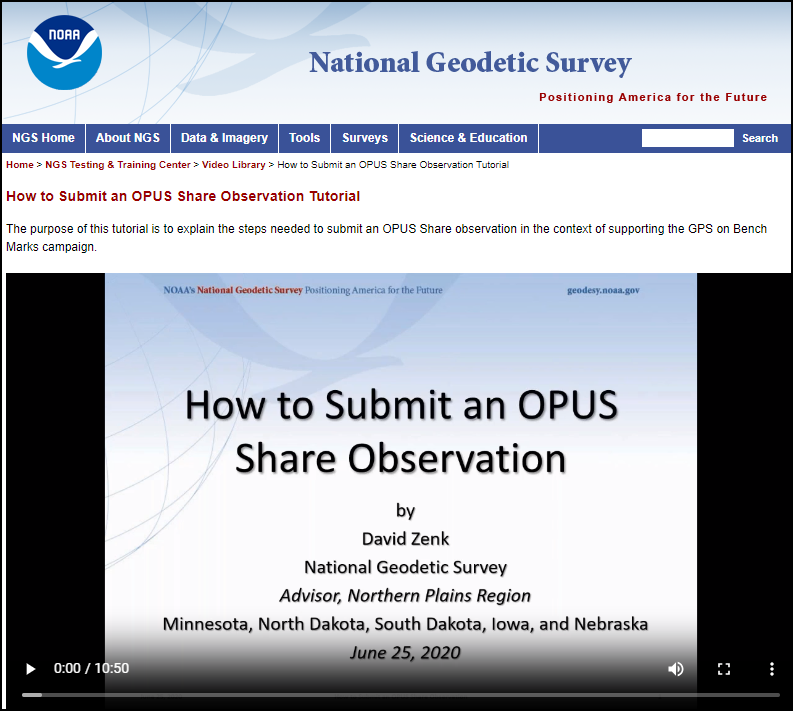 NOAA
National Geodetic Survey
Positioning America for the Future
NGS Home About NGS Data & Imagery Tools Surveys Science & Education Search
Home > NGS Testing & Training Center > Video Library > How to Submit an OPUS Share Observation Tutorial
How to Submit an OPUS Share Observation Tutorial
The purpose of this tutorial is to explain the steps needed to submit an OPUS Share observation in the context of supporting the GPS on Bench
Marks campaign.
NOAA's National Geodetic Survey Positioning America for the Future geodesy.noaa.gov
How to Submit an OPUS
Share Observation
by
David Zenk
National Geodetic Survey
Advisor, Northern Plains Region
Minnesota, North Dakota, South Dakota, Iowa, and Nebraska
June 25, 2020
0:00 / 10:50